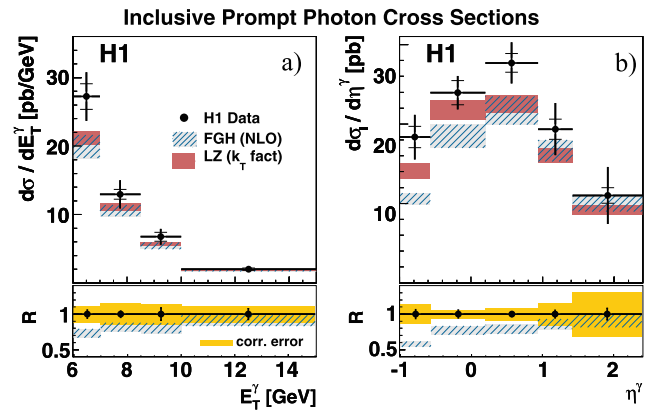 Inclusive Prompt Photon Cross Sections
dσ / dE_T^γ [pb/GeV]
H1
a)
30
20
10
H1 Data
FGH (NLO)
LZ (k_T fact)
R
1
0.5
corr. error
6 8 10 12 14
E_T^γ [GeV]
dσ / dη^γ [pb]
H1
b)
30
20
10
R
1
0.5
-1 0 1 2
η^γ